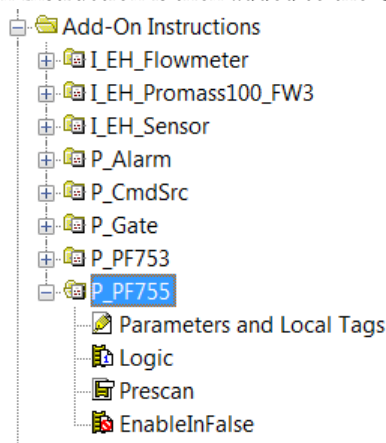 Add-On Instructions
I_EH_Flowmeter
I_EH_Promass100_FW3
I_EH_Sensor
P_Alarm
P_CmdSrc
P_Gate
P_PF753
P_PF755
Parameters and Local Tags
Logic
Prescan
EnableInFalse